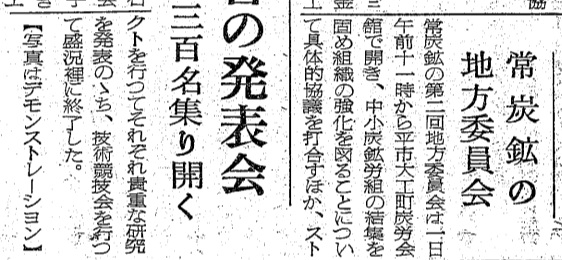 常炭鉱の
地方委員会
常炭鉱の第二回地方委員会は一日
午前十一時から平市大工町炭労会
館で開き、中小炭鉱労組の結集を
固め組織の強化を図ることについ
て具体的協議を打合すほか、スト
の発表会
三百名集り開く
クトを行つてそれぞれ貴重な研究
を発表のゝち、技術競技会を行つ
て盛況裡に終了した。
【写真はデモンストレーション】